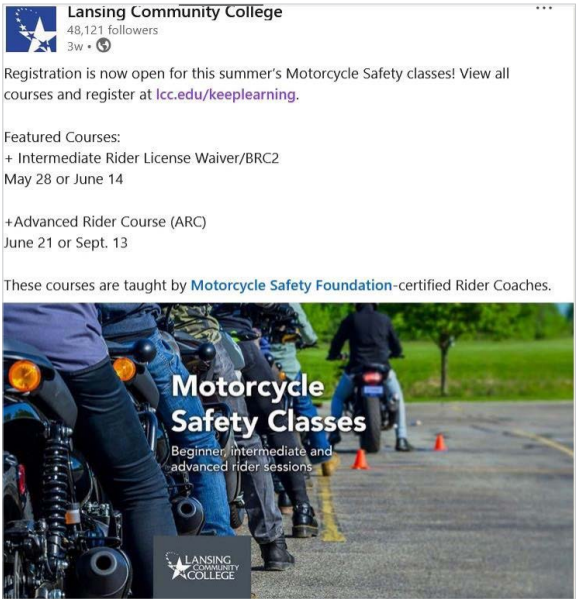 Lansing Community College
48,121 followers
3w •
Registration is now open for this summer's Motorcycle Safety classes! View all
courses and register at lcc.edu/keeplearning.
Featured Courses:
+ Intermediate Rider License Waiver/BRC2
May 28 or June 14
+Advanced Rider Course (ARC)
June 21 or Sept. 13
These courses are taught by Motorcycle Safety Foundation-certified Rider Coaches.
Motorcycle
Safety Classes
Beginner, intermediate and
advanced rider sessions
LANSING
COMMUNITY
COLLEGE